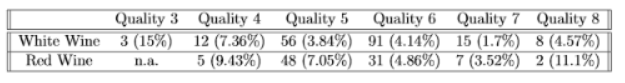 Quality 3 Quality 4 Quality 5 Quality 6 Quality 7 Quality 8
White Wine 3 (15%) 12 (7.36%) 56 (3.84%) 91 (4.14%) 15 (1.7%) 8 (4.57%)
Red Wine n.a. 5 (9.43%) 48 (7.05%) 31 (4.86%) 7 (3.52%) 2 (11.1%)